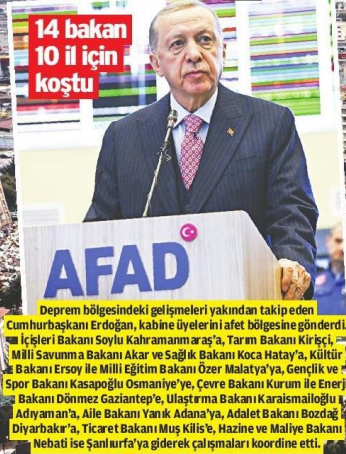 14 bakan
10 il için
koştu
AFAD
Deprem bölgesindeki gelişmeleri yakından takip eden
Cumhurbaşkanı Erdoğan, kabine üyelerini afet bölgesine gönderdi.
İçişleri Bakanı Soylu Kahramanmaraş’a, Tarım Bakanı Kirişçi,
Milli Savunma Bakanı Akar ve Sağlık Bakanı Koca Hatay’a, Kültür
Bakanı Ersoy ile Milli Eğitim Bakanı Özer Malatya’ya, Gençlik ve
Spor Bakanı Kasapoğlu Osmaniye’ye, Çevre Bakanı Kurum ile Enerji
Bakanı Dönmez Gaziantep’e, Ulaştırma Bakanı Karaismailoğlu
Adıyaman’a, Aile Bakanı Yanık Adana’ya, Adalet Bakanı Bozdağ
Diyarbakır’a, Ticaret Bakanı Muş Kilis’e, Hazine ve Maliye Bakanı
Nebati ise Şanlıurfa’ya giderek çalışmaları koordine etti.